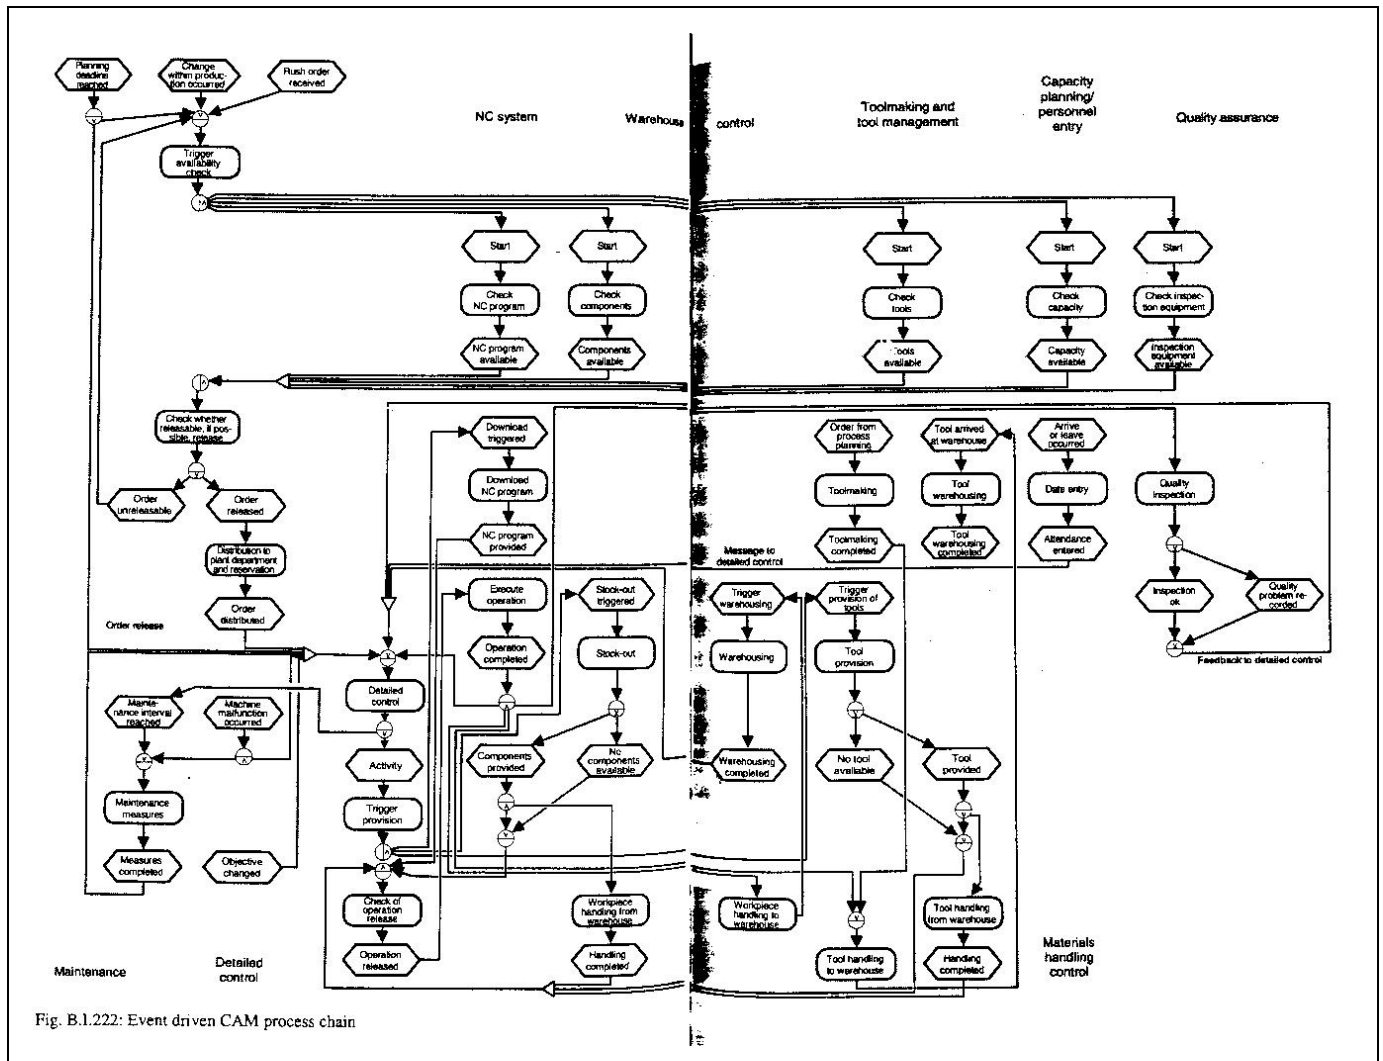 Planning
deadline
reached
Change
within produc-
tion occurred
Rush order
received
NC system
Warehouse control
Toolmaking and
tool management
Capacity
planning/
personnel
entry
Quality assurance
Trigger
availability
check
Start
Start
Start
Start
Start
Check
NC program
Check
components
Check
tools
Check
capacity
Check inspec-
tion equipment
NC program
available
Components
available
Tools
available
Capacity
available
Inspection
equipment
available
Check whether
releasable, if pos-
sible, release
Download
triggered
Order from
process
planning
Tool arrived
at warehouse
Arrive
or leave
occurred
Order
unreleasable
Order
released
Download
NC program
Toolmaking
Tool
warehousing
Data entry
Quality
Inspection
NC program
provided
Toolmaking
completed
Tool
warehousing
completed
Attendance
entered
Distribution to
plant department
and reservation
Message to
detailed control
Order
distributed
Order release
Execute
operation
Stock-out
triggered
Trigger
warehousing
Trigger
provision of
tools
Inspection
ok
Quality
problem re-
corded
Operation
completed
Stock-out
Warehousing
Tool
provision
Feedback to detailed control
Detailed
control
Mainte-
nance interval
reached
Machine
malfunction
occurred
Activity
Components
provided
No
components
available
Warehousing
completed
No tool
available
Tool
provided
Maintenance
measures
Trigger
provision
Measures
completed
Objective
changed
Check of
operation
release
Workpiece
handling from
warehouse
Workpiece
handling to
warehouse
Tool handling
from warehouse
Operation
released
Handling
completed
Tool handling
to warehouse
Handling
completed
Maintenance
Detailed
control
Materials
handling
control
Fig. B.I.222: Event driven CAM process chain